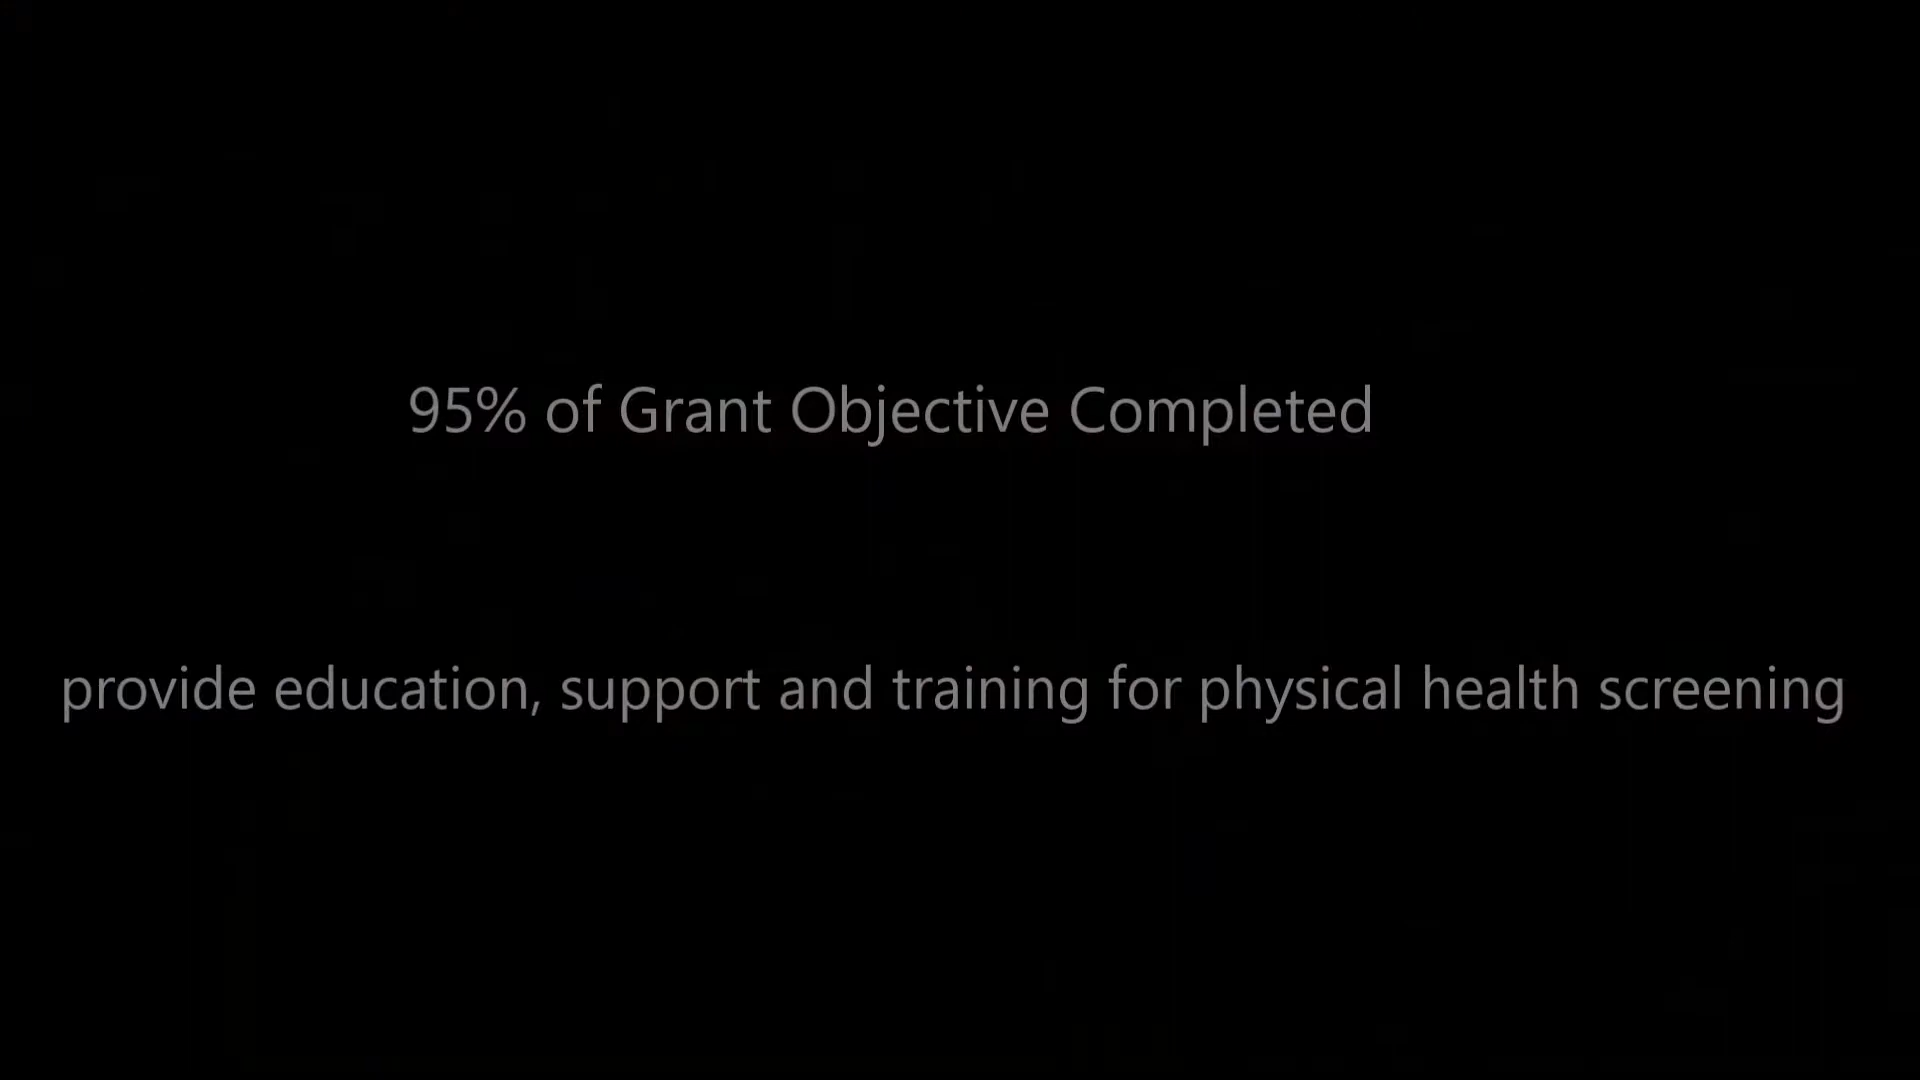 95% of Grant Objective Completed
provide education, support and training for physical health screening